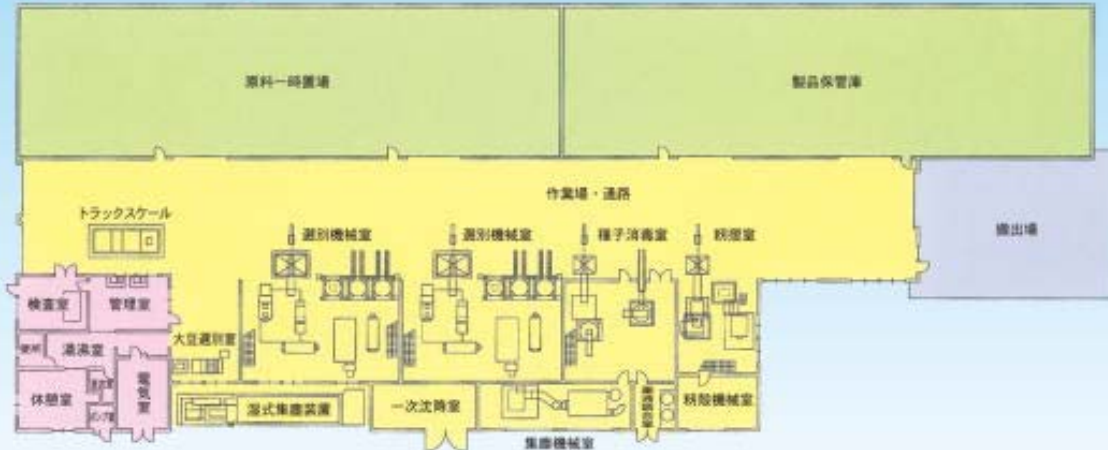 原料一時置場
製品保管庫
作業場・通路
トラックスケール
選別機械室
選別機械室
種子消毒室
籾摺室
搬出場
検査室
管理室
大豆選別室
便所
湯沸室
電気室
休憩室
湿式集塵装置
一次沈降室
籾殻機械室
集塵機械室